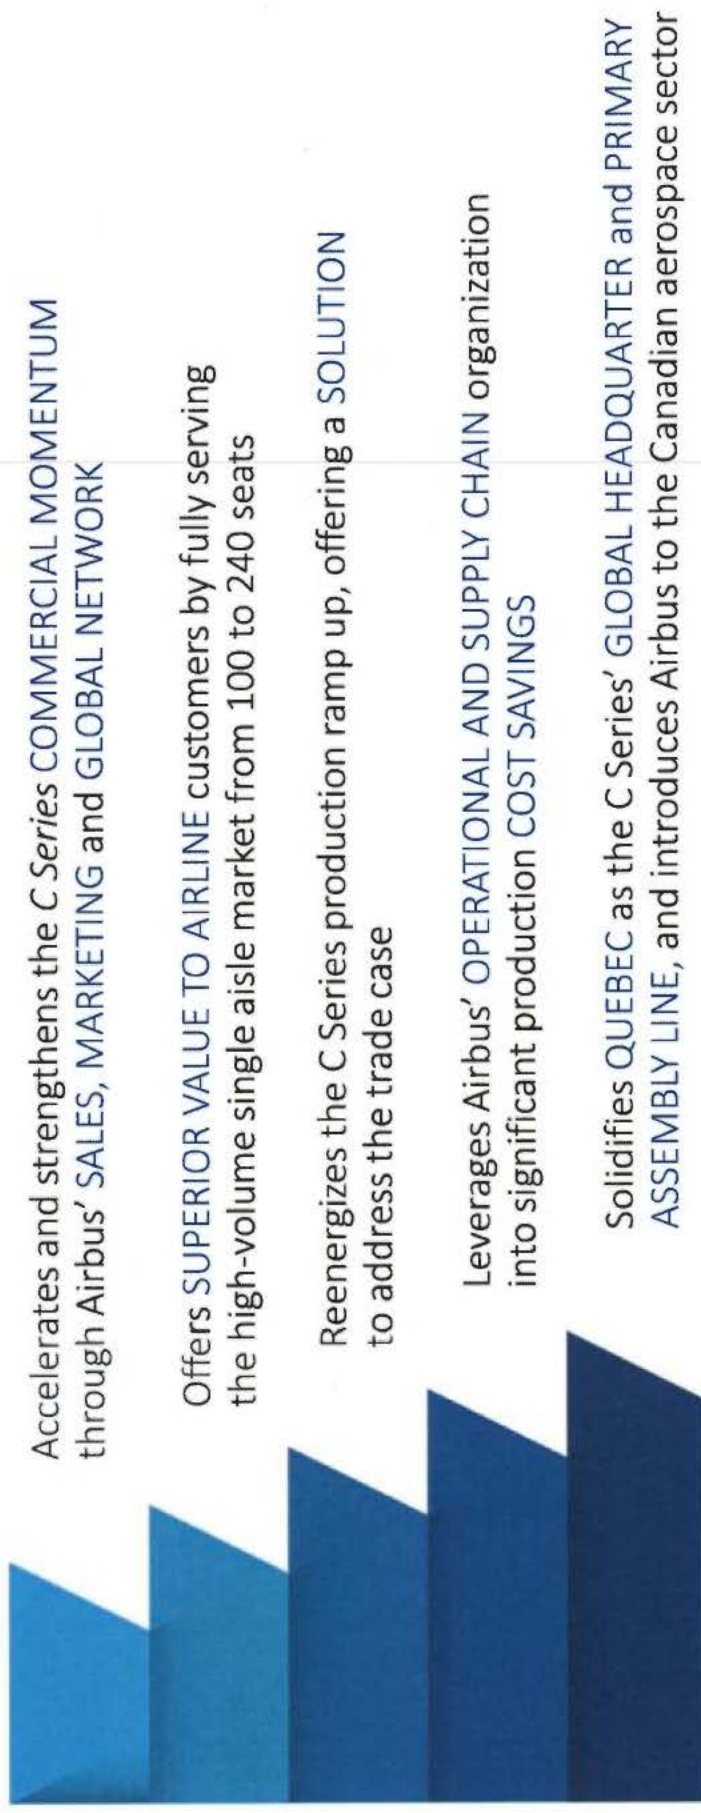 Accelerates and strengthens the C Series COMMERCIAL MOMENTUM
through Airbus' SALES, MARKETING and GLOBAL NETWORK
Offers SUPERIOR VALUE TO AIRLINE customers by fully serving
the high-volume single aisle market from 100 to 240 seats
Reenergizes the C Series production ramp up, offering a SOLUTION
to address the trade case
Leverages Airbus' OPERATIONAL AND SUPPLY CHAIN organization
into significant production COST SAVINGS
Solidifies QUEBEC as the C Series' GLOBAL HEADQUARTER and PRIMARY
ASSEMBLY LINE, and introduces Airbus to the Canadian aerospace sector